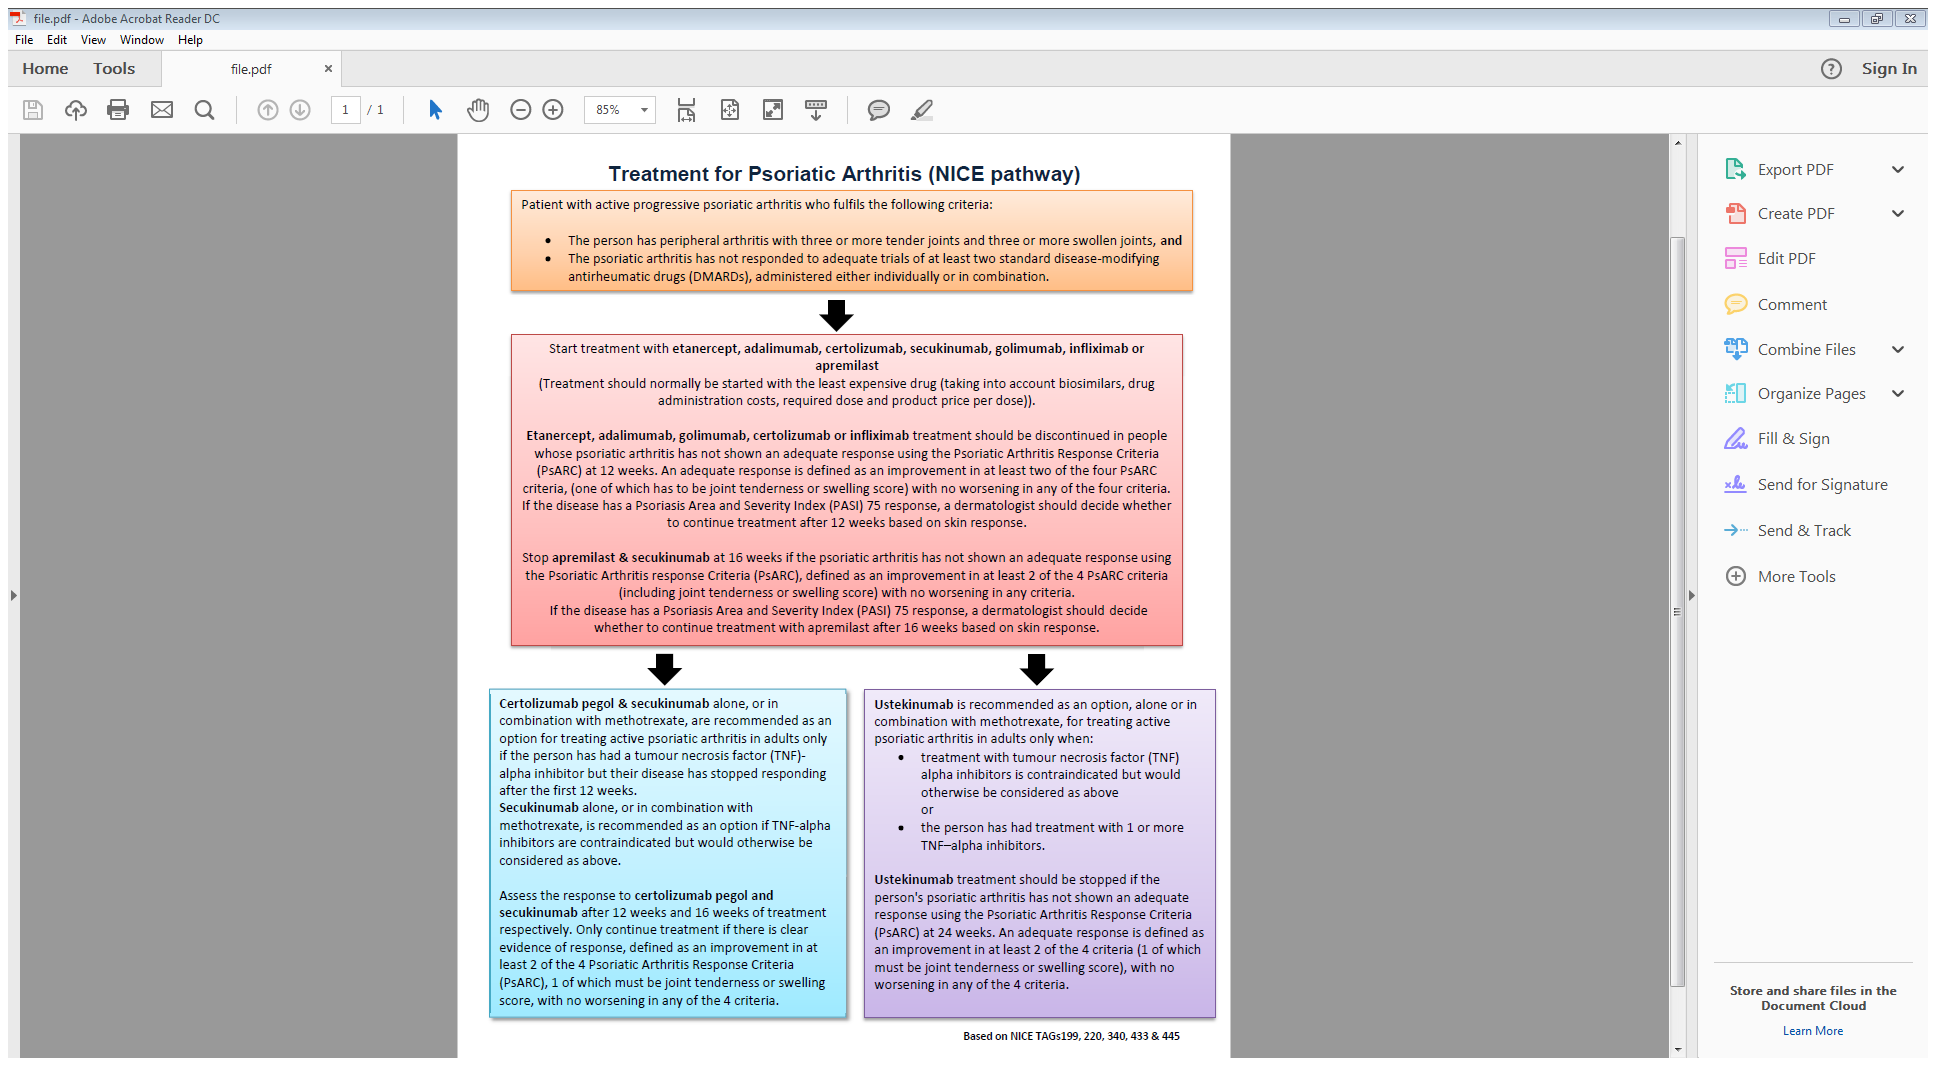 file.pdf - Adobe Acrobat Reader DC
File Edit View Window Help
Home Tools file.pdf × ? Sign In
1 / 1 85%
Treatment for Psoriatic Arthritis (NICE pathway)
Patient with active progressive psoriatic arthritis who fulfils the following criteria:
• The person has peripheral arthritis with three or more tender joints and three or more swollen joints, and
• The psoriatic arthritis has not responded to adequate trials of at least two standard disease-modifying
antirheumatic drugs (DMARDs), administered either individually or in combination.
Start treatment with etanercept, adalimumab, certolizumab, secukinumab, golimumab, infliximab or
apremilast
(Treatment should normally be started with the least expensive drug (taking into account biosimilars, drug
administration costs, required dose and product price per dose)).
Etanercept, adalimumab, golimumab, certolizumab or infliximab treatment should be discontinued in people
whose psoriatic arthritis has not shown an adequate response using the Psoriatic Arthritis Response Criteria
(PsARC) at 12 weeks. An adequate response is defined as an improvement in at least two of the four PsARC
criteria, (one of which has to be joint tenderness or swelling score) with no worsening in any of the four criteria.
If the disease has a Psoriasis Area and Severity Index (PASI) 75 response, a dermatologist should decide whether
to continue treatment after 12 weeks based on skin response.
Stop apremilast & secukinumab at 16 weeks if the psoriatic arthritis has not shown an adequate response using
the Psoriatic Arthritis response Criteria (PsARC), defined as an improvement in at least 2 of the 4 PsARC criteria
(including joint tenderness or swelling score) with no worsening in any criteria.
If the disease has a Psoriasis Area and Severity Index (PASI) 75 response, a dermatologist should decide
whether to continue treatment with apremilast after 16 weeks based on skin response.
Certolizumab pegol & secukinumab alone, or in
combination with methotrexate, are recommended as an
option for treating active psoriatic arthritis in adults only
if the person has had a tumour necrosis factor (TNF)-
alpha inhibitor but their disease has stopped responding
after the first 12 weeks.
Secukinumab alone, or in combination with
methotrexate, is recommended as an option if TNF-alpha
inhibitors are contraindicated but would otherwise be
considered as above.
Assess the response to certolizumab pegol and
secukinumab after 12 weeks and 16 weeks of treatment
respectively. Only continue treatment if there is clear
evidence of response, defined as an improvement in at
least 2 of the 4 Psoriatic Arthritis Response Criteria
(PsARC), 1 of which must be joint tenderness or swelling
score, with no worsening in any of the 4 criteria.
Ustekinumab is recommended as an option, alone or in
combination with methotrexate, for treating active
psoriatic arthritis in adults only when:
• treatment with tumour necrosis factor (TNF)
alpha inhibitors is contraindicated but would
otherwise be considered as above
or
• the person has had treatment with 1 or more
TNF–alpha inhibitors.
Ustekinumab treatment should be stopped if the
person's psoriatic arthritis has not shown an adequate
response using the Psoriatic Arthritis Response Criteria
(PsARC) at 24 weeks. An adequate response is defined as
an improvement in at least 2 of the 4 criteria (1 of which
must be joint tenderness or swelling score), with no
worsening in any of the 4 criteria.
Based on NICE TAGs199, 220, 340, 433 & 445
Export PDF
Create PDF
Edit PDF
Comment
Combine Files
Organize Pages
Fill & Sign
Send for Signature
Send & Track
More Tools
Store and share files in the
Document Cloud
Learn More